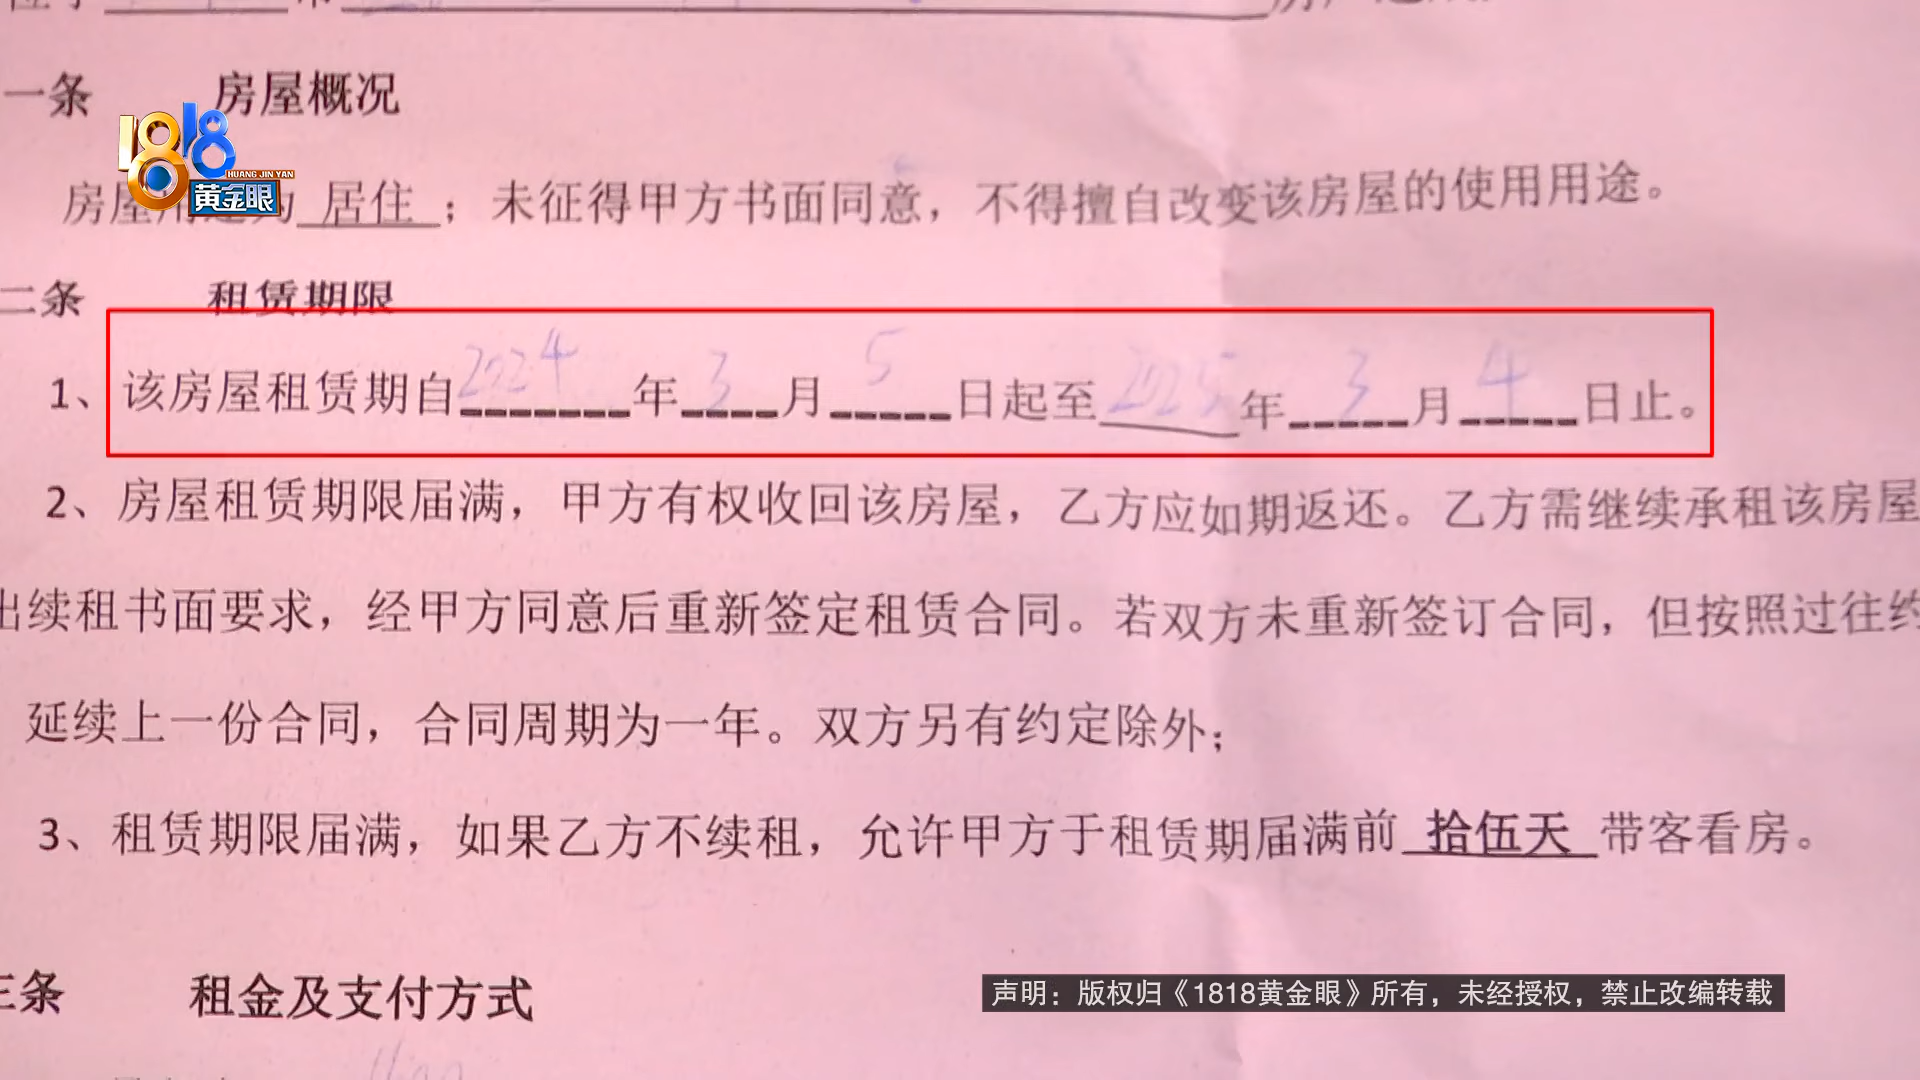 一条 房屋概况
1818 HUANG JIN YAN 黄金眼
房屋用途为 居住 ；未征得甲方书面同意，不得擅自改变该房屋的使用用途。
二条 租赁期限
1、该房屋租赁期自2024年3月5日起至2025年3月4日止。
2、房屋租赁期限届满，甲方有权收回该房屋，乙方应如期返还。乙方需继续承租该房屋
出续租书面要求，经甲方同意后重新签定租赁合同。若双方未重新签订合同，但按照过往约
延续上一份合同，合同周期为一年。双方另有约定除外；
3、租赁期限届满，如果乙方不续租，允许甲方于租赁期届满前 拾伍天 带客看房。
三条 租金及支付方式
声明：版权归《1818黄金眼》所有，未经授权，禁止改编转载